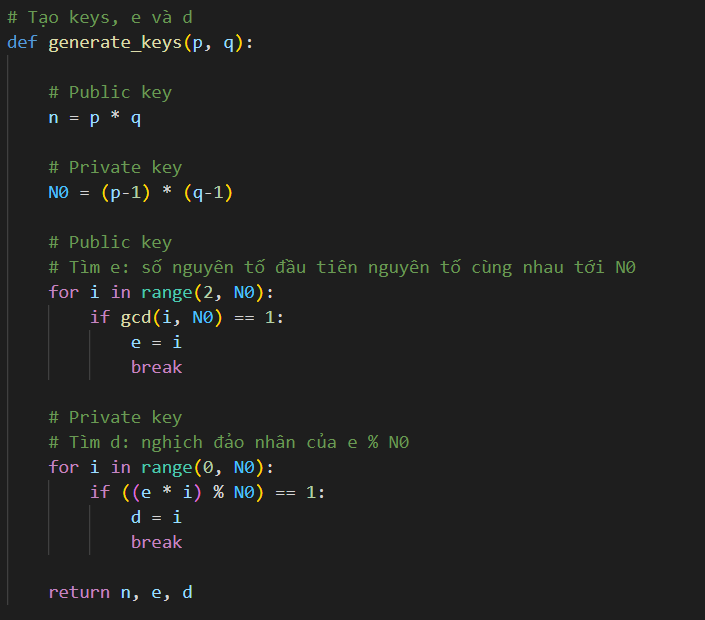 # Tạo keys, e và d
def generate_keys(p, q):
# Public key
n = p * q
# Private key
N0 = (p-1) * (q-1)
# Public key
# Tìm e: số nguyên tố đầu tiên nguyên tố cùng nhau tới N0
for i in range(2, N0):
if gcd(i, N0) == 1:
e = i
break
# Private key
# Tìm d: nghịch đảo nhân của e % N0
for i in range(0, N0):
if ((e * i) % N0) == 1:
d = i
break
return n, e, d